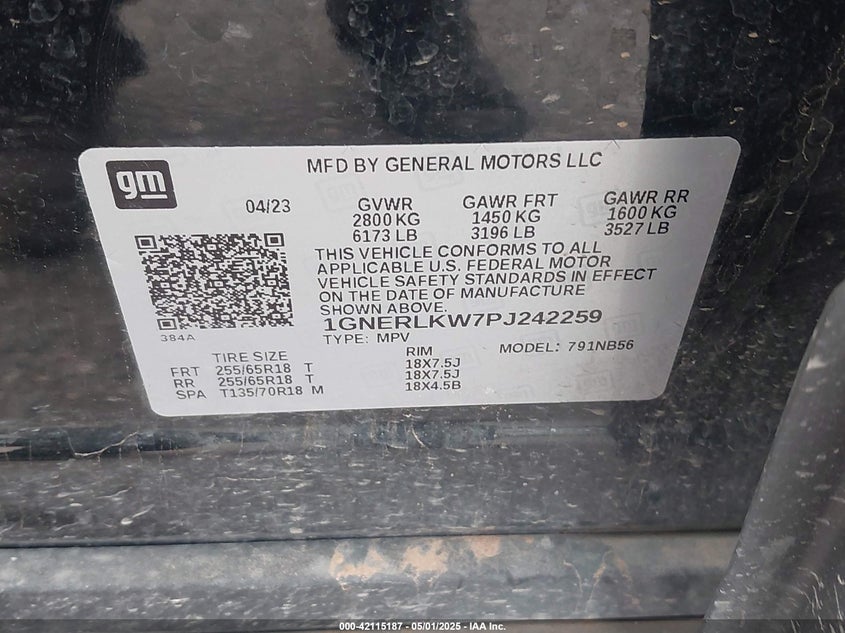 gm
MFD BY GENERAL MOTORS LLC
04/23
GVWR GAWR FRT GAWR RR
2800 KG 1450 KG 1600 KG
6173 LB 3196 LB 3527 LB
THIS VEHICLE CONFORMS TO ALL
APPLICABLE U.S. FEDERAL MOTOR
VEHICLE SAFETY STANDARDS IN EFFECT
ON THE DATE OF MANUFACTURE
SHOWN ABOVE.
1GNERLKW7PJ242259
384A
TYPE: MPV MODEL: 791NB56
TIRE SIZE RIM
FRT 255/65R18 T 18X7.5J
RR 255/65R18 T 18X7.5J
SPA T135/70R18 M 18X4.5B
000-42115187 - 05/01/2025 - IAA Inc.